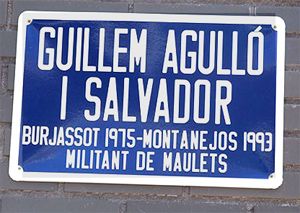 GUILLEM AGULLÓ
I SALVADOR
BURJASSOT 1975-MONTANEJOS 1993
MILITANT DE MAULETS